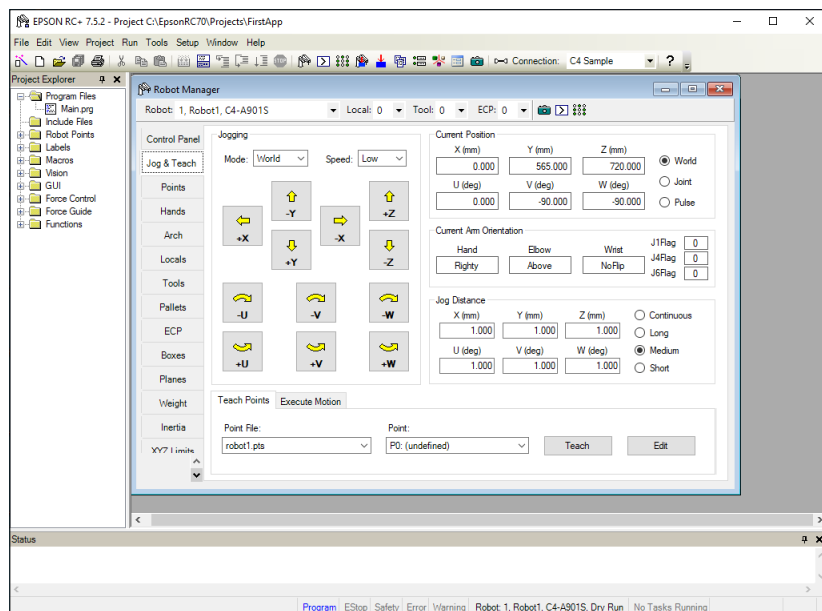 EPSON RC+ 7.5.2 - Project C:\EpsonRC70\Projects\FirstApp
File Edit View Project Run Tools Setup Window Help
Connection: C4 Sample
Project Explorer
Program Files
Main.prg
Include Files
Robot Points
Labels
Macros
Vision
GUI
Force Control
Force Guide
Functions
Robot Manager
Robot: 1, Robot1, C4-A901S Local: 0 Tool: 0 ECP: 0
Control Panel
Jog & Teach
Points
Hands
Arch
Locals
Tools
Pallets
ECP
Boxes
Planes
Weight
Inertia
XYZ Limits
Jogging
Mode: World Speed: Low
-Y +Z
+X -X
+Y -Z
-U -V -W
+U +V +W
Current Position
X (mm) Y (mm) Z (mm)
0.000 565.000 720.000
U (deg) V (deg) W (deg)
0.000 -90.000 -90.000
World
Joint
Pulse
Current Arm Orientation
Hand Elbow Wrist
Righty Above NoFlip
J1Flag 0
J4Flag 0
J6Flag 0
Jog Distance
X (mm) Y (mm) Z (mm)
1.000 1.000 1.000
U (deg) V (deg) W (deg)
1.000 1.000 1.000
Continuous
Long
Medium
Short
Teach Points Execute Motion
Point File: Point:
robot1.pts P0: (undefined) Teach Edit
Status
Program EStop Safety Error Warning Robot: 1, Robot1, C4-A901S, Dry Run No Tasks Running